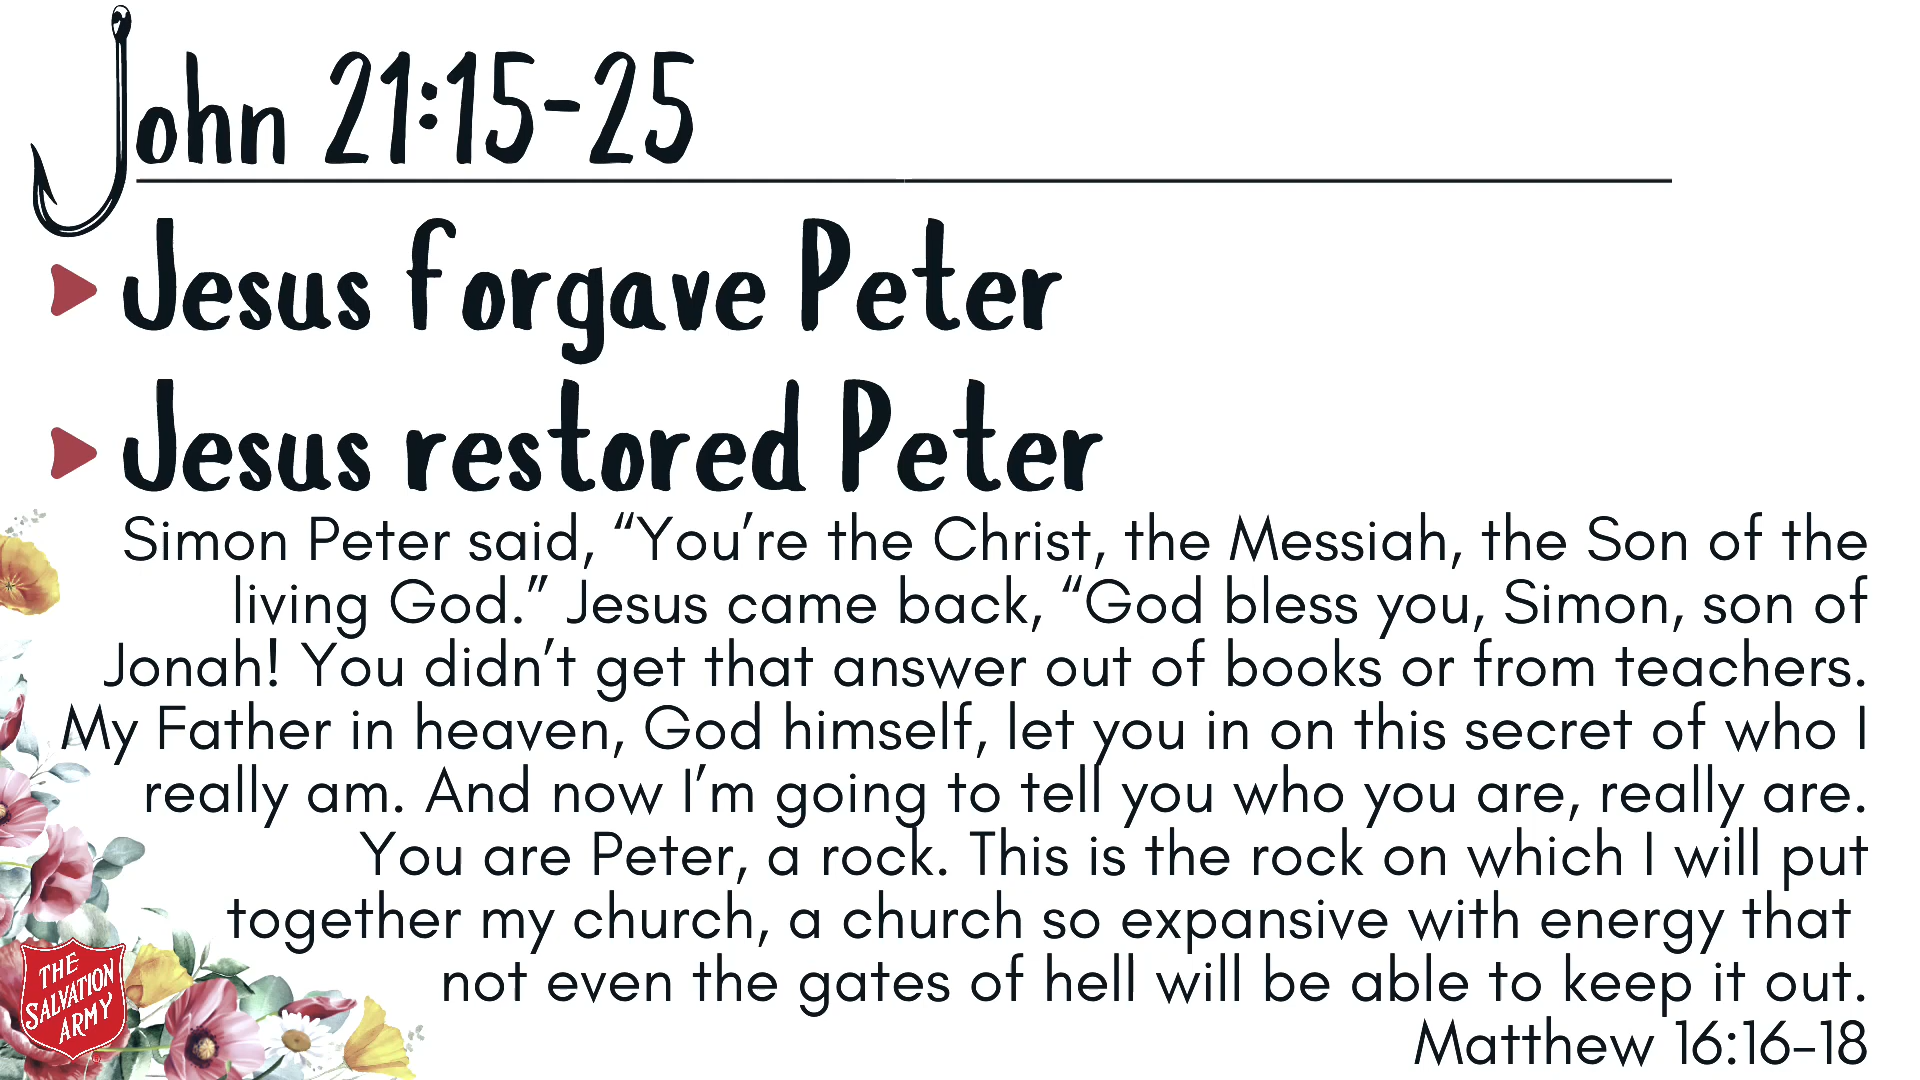 John 21:15-25
Jesus forgave Peter
Jesus restored Peter
Simon Peter said, “You’re the Christ, the Messiah, the Son of the
living God.” Jesus came back, “God bless you, Simon, son of
Jonah! You didn’t get that answer out of books or from teachers.
My Father in heaven, God himself, let you in on this secret of who I
really am. And now I’m going to tell you who you are, really are.
You are Peter, a rock. This is the rock on which I will put
together my church, a church so expansive with energy that
not even the gates of hell will be able to keep it out.
Matthew 16:16-18
THE
SALVATION
ARMY